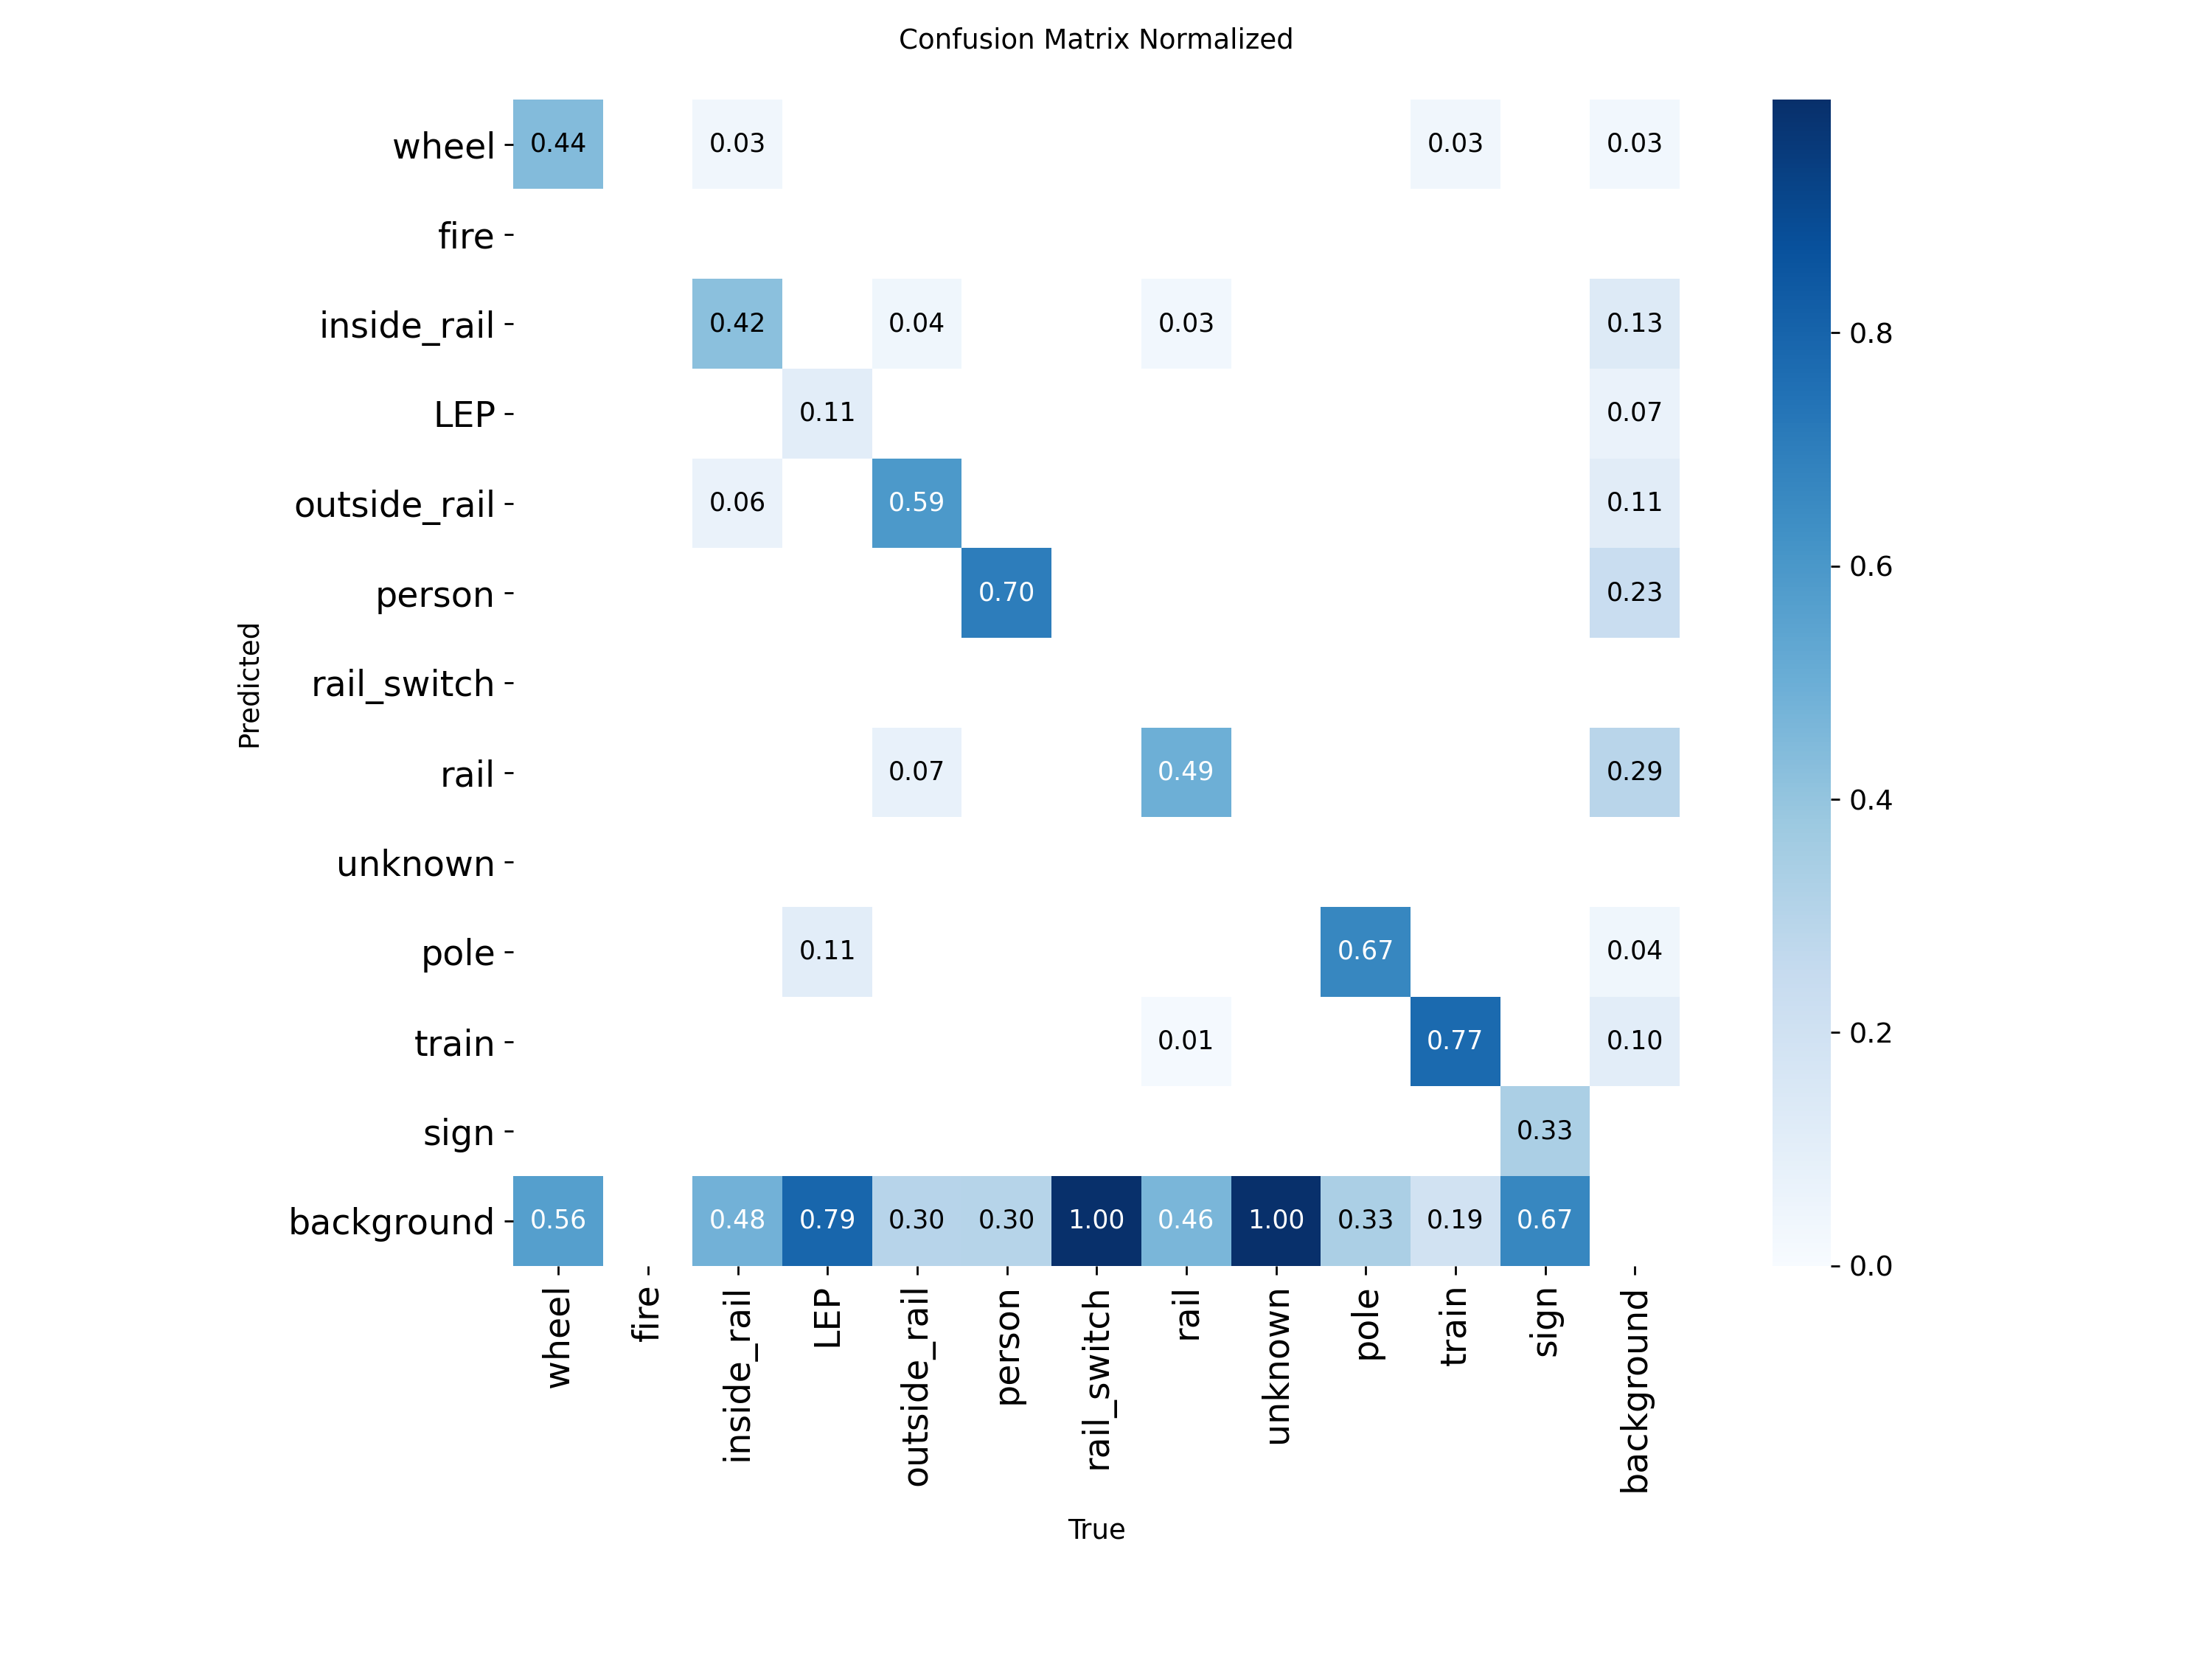 Confusion Matrix Normalized
wheel 0.44 0.03 0.03 0.03
fire
inside_rail 0.42 0.04 0.03 0.13
0.8
LEP 0.11 0.07
outside_rail 0.06 0.59 0.11
0.6
person 0.70 0.23
Predicted
rail_switch
rail 0.07 0.49 0.29
0.4
unknown
pole 0.11 0.67 0.04
train 0.01 0.77 0.10
0.2
sign 0.33
background 0.56 0.48 0.79 0.30 0.30 1.00 0.46 1.00 0.33 0.19 0.67
0.0
wheel
fire
inside_rail
LEP
outside_rail
person
rail_switch
rail
unknown
pole
train
sign
background
True